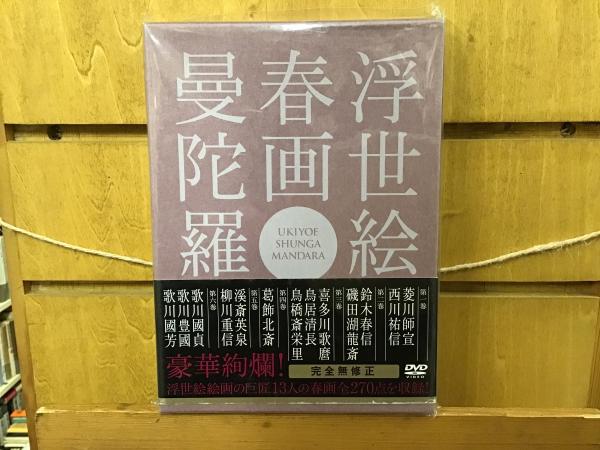 浮世絵
春画
曼陀羅
UKIYOE
SHUNGA
MANDARA
第一巻
菱川師宣
西川祐信
第二巻
鈴木春信
磯田湖龍斎
第三巻
喜多川歌麿
鳥居清長
鳥橋斎栄里
第四巻
葛飾北斎
第五巻
溪斎英泉
柳川重信
第六巻
歌川國貞
歌川豊國
歌川國芳
豪華絢爛!
完全無修正
DVD
VIDEO
浮世絵絵画の巨匠13人の春画全270点を収録!